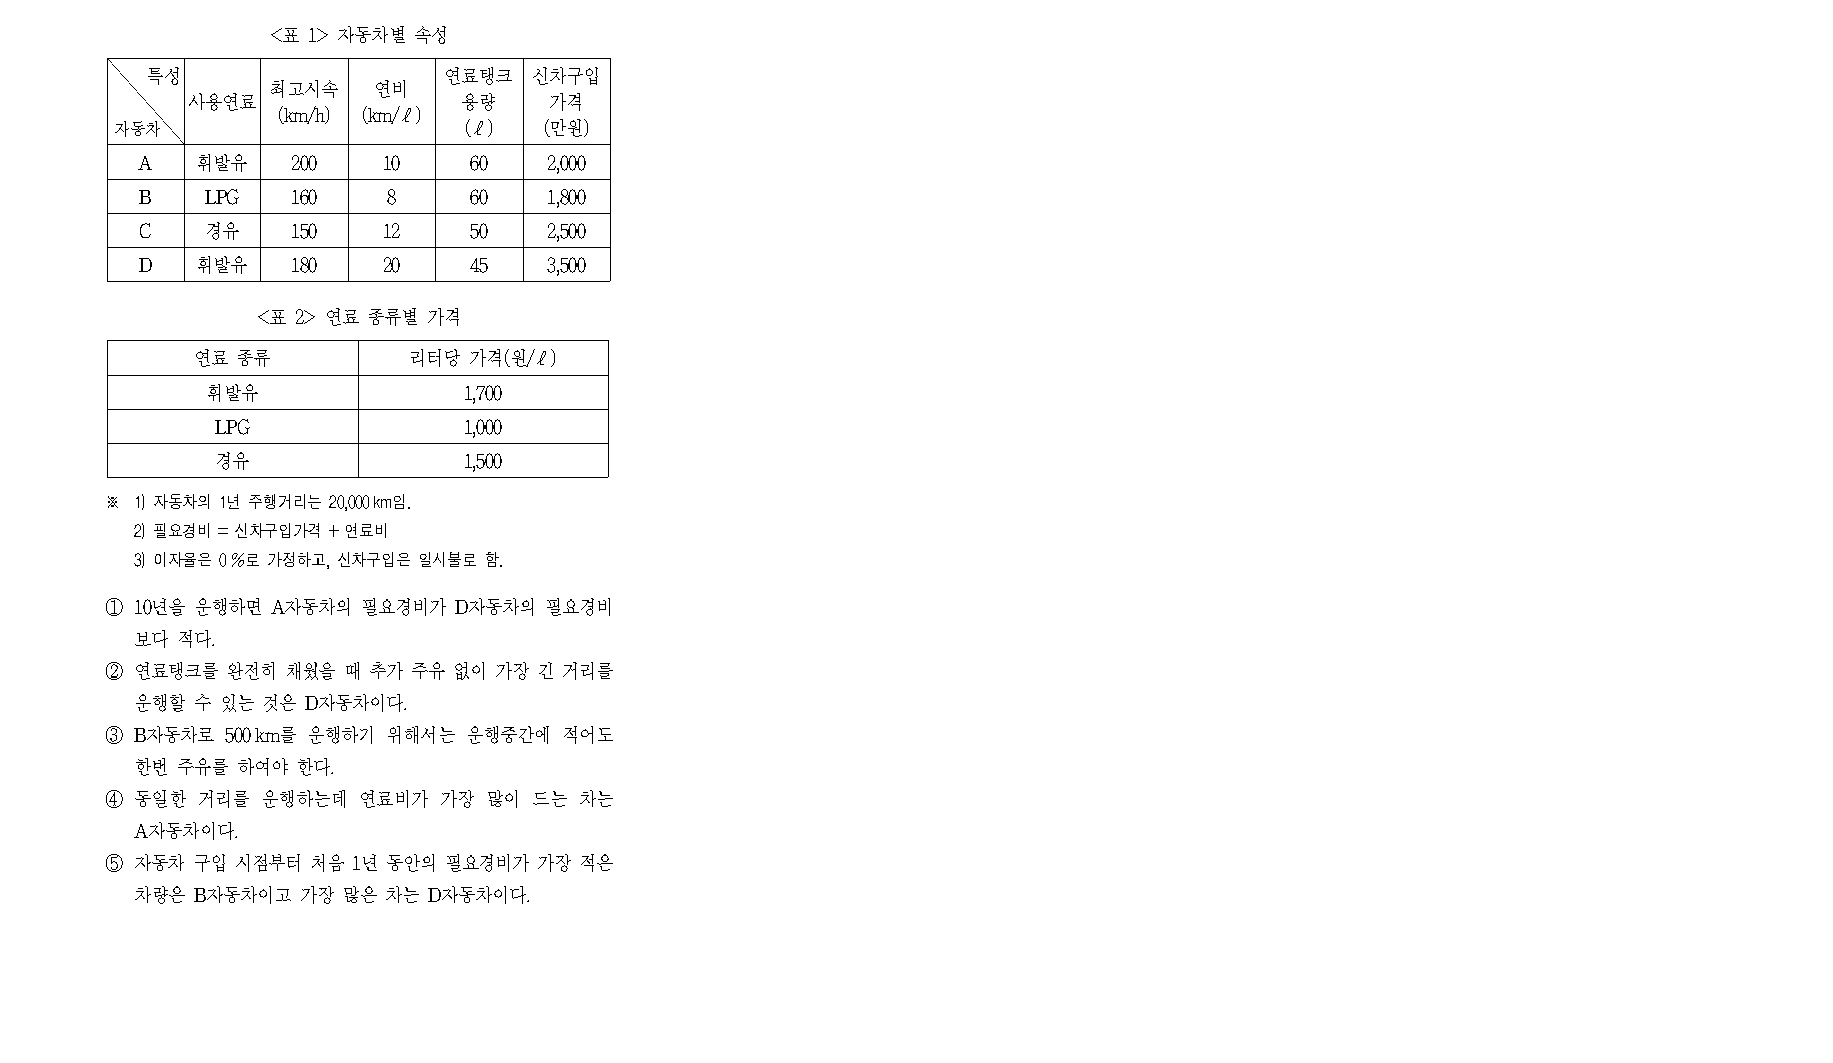 <표 1> 자동차별 속성
특성
자동차
사용연료
최고시속
(km/h)
연비
(km/ℓ)
연료탱크
용량
(ℓ)
신차구입
가격
(만원)
A 휘발유 200 10 60 2,000
B LPG 160 8 60 1,800
C 경유 150 12 50 2,500
D 휘발유 180 20 45 3,500
<표 2> 연료 종류별 가격
연료 종류 리터당 가격(원/ℓ)
휘발유 1,700
LPG 1,000
경유 1,500
※ 1) 자동차의 1년 주행거리는 20,000km임.
2) 필요경비 = 신차구입가격 + 연료비
3) 이자율은 0%로 가정하고, 신차구입은 일시불로 함.
① 10년을 운행하면 A자동차의 필요경비가 D자동차의 필요경비
보다 적다.
② 연료탱크를 완전히 채웠을 때 추가 주유 없이 가장 긴 거리를
운행할 수 있는 것은 D자동차이다.
③ B자동차로 500km를 운행하기 위해서는 운행중간에 적어도
한번 주유를 하여야 한다.
④ 동일한 거리를 운행하는데 연료비가 가장 많이 드는 차는
A자동차이다.
⑤ 자동차 구입 시점부터 처음 1년 동안의 필요경비가 가장 적은
차량은 B자동차이고 가장 많은 차는 D자동차이다.